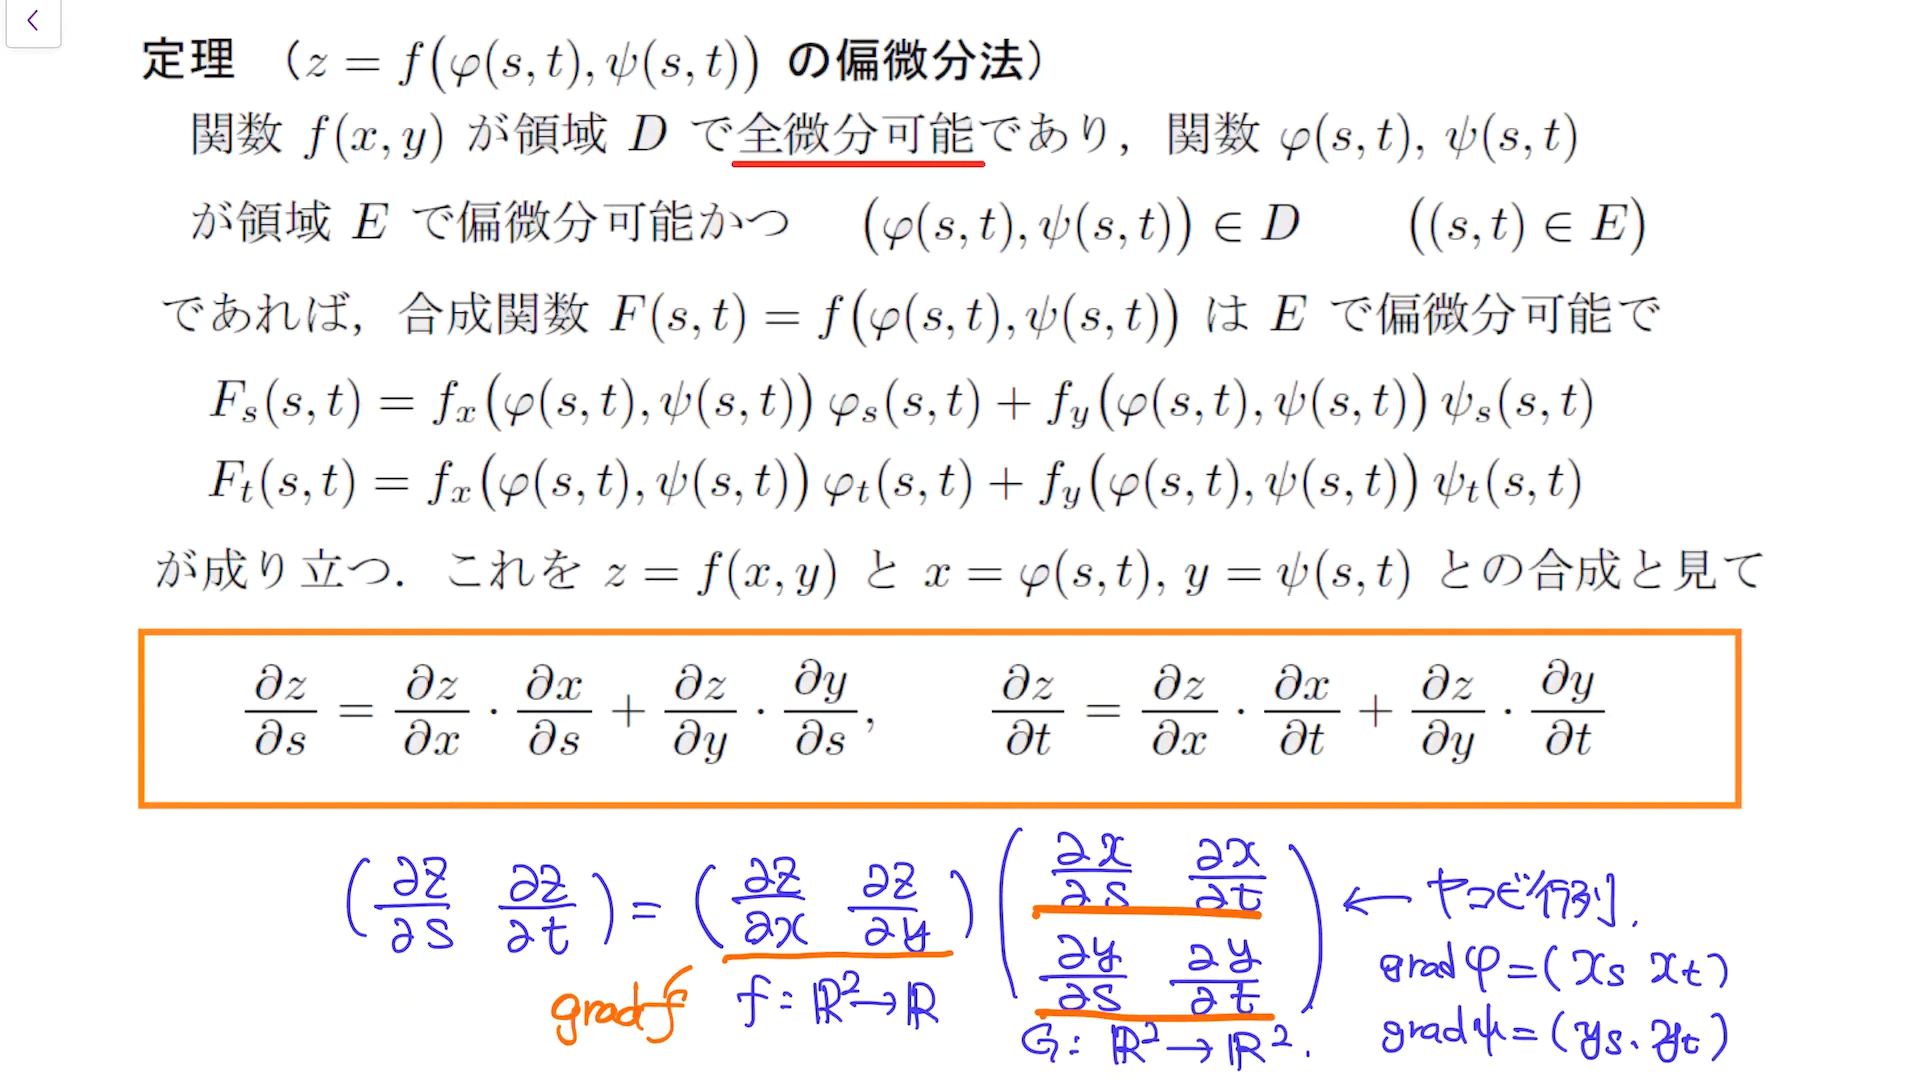 定理 （z = f(φ(s, t), ψ(s, t)) の偏微分法）
関数 f(x, y) が領域 D で全微分可能であり，関数 φ(s, t), ψ(s, t)
が領域 E で偏微分可能かつ (φ(s, t), ψ(s, t)) ∈ D ((s, t) ∈ E)
であれば，合成関数 F(s, t) = f(φ(s, t), ψ(s, t)) は E で偏微分可能で
F_s(s, t) = f_x(φ(s, t), ψ(s, t)) φ_s(s, t) + f_y(φ(s, t), ψ(s, t)) ψ_s(s, t)
F_t(s, t) = f_x(φ(s, t), ψ(s, t)) φ_t(s, t) + f_y(φ(s, t), ψ(s, t)) ψ_t(s, t)
が成り立つ．これを z = f(x, y) と x = φ(s, t), y = ψ(s, t) との合成と見て
∂z/∂s = ∂z/∂x · ∂x/∂s + ∂z/∂y · ∂y/∂s, ∂z/∂t = ∂z/∂x · ∂x/∂t + ∂z/∂y · ∂y/∂t
(∂z/∂s ∂z/∂t) = (∂z/∂x ∂z/∂y) (∂x/∂s ∂x/∂t ∂y/∂s ∂y/∂t) ← ヤコビ行列.
grad f f: ℝ² → ℝ
G: ℝ² → ℝ².
grad φ = (x_s x_t)
grad ψ = (y_s、y_t)